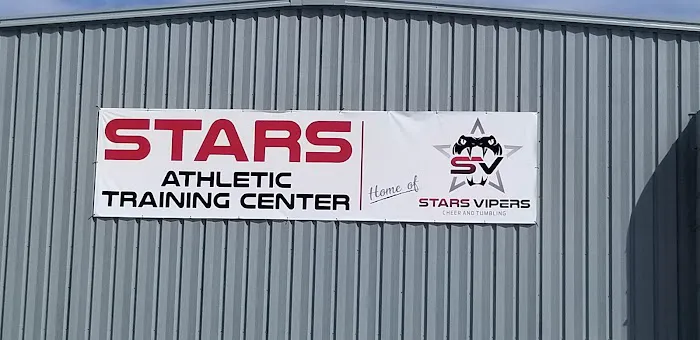 STARS
ATHLETIC
TRAINING CENTER
Home of
SV
STARS VIPERS
CHEER AND TUMBLING